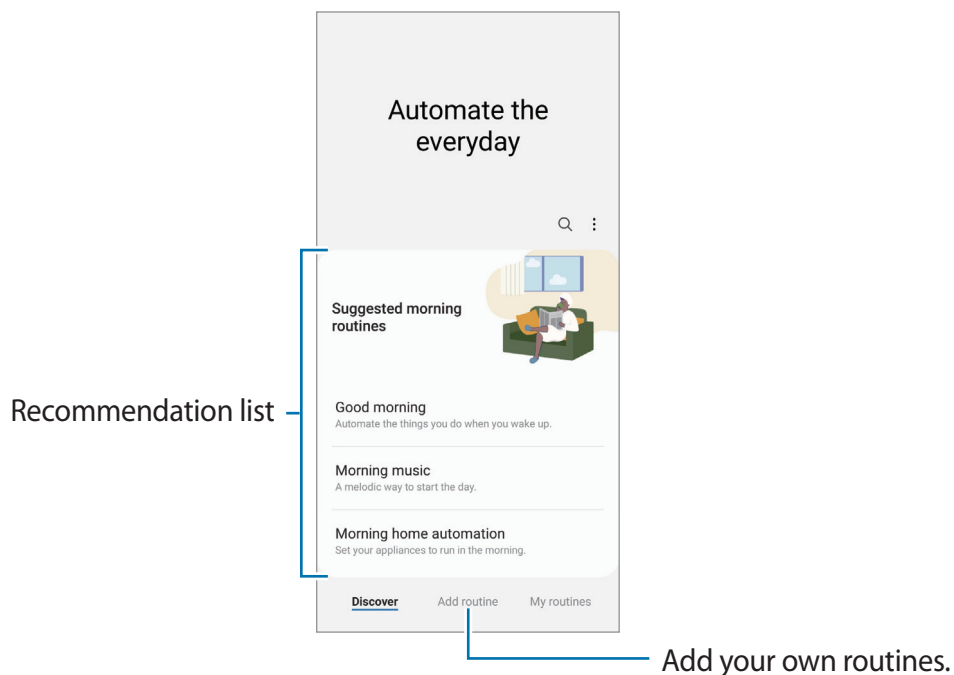 Automate the
everyday
Suggested morning
routines
Recommendation list
Good morning
Automate the things you do when you wake up.
Morning music
A melodic way to start the day.
Morning home automation
Set your appliances to run in the morning.
Discover Add routine My routines
Add your own routines.